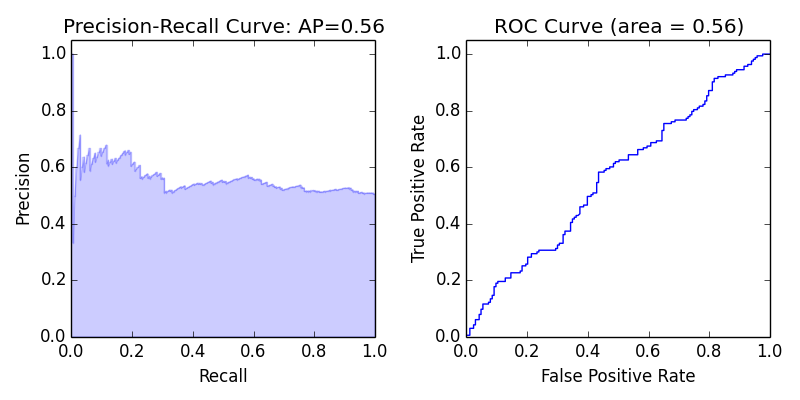 Precision-Recall Curve: AP=0.56
1.0
0.8
0.6
0.4
0.2
0.0
Precision
0.0 0.2 0.4 0.6 0.8 1.0
Recall
ROC Curve (area = 0.56)
1.0
0.8
0.6
0.4
0.2
0.0
True Positive Rate
0.0 0.2 0.4 0.6 0.8 1.0
False Positive Rate